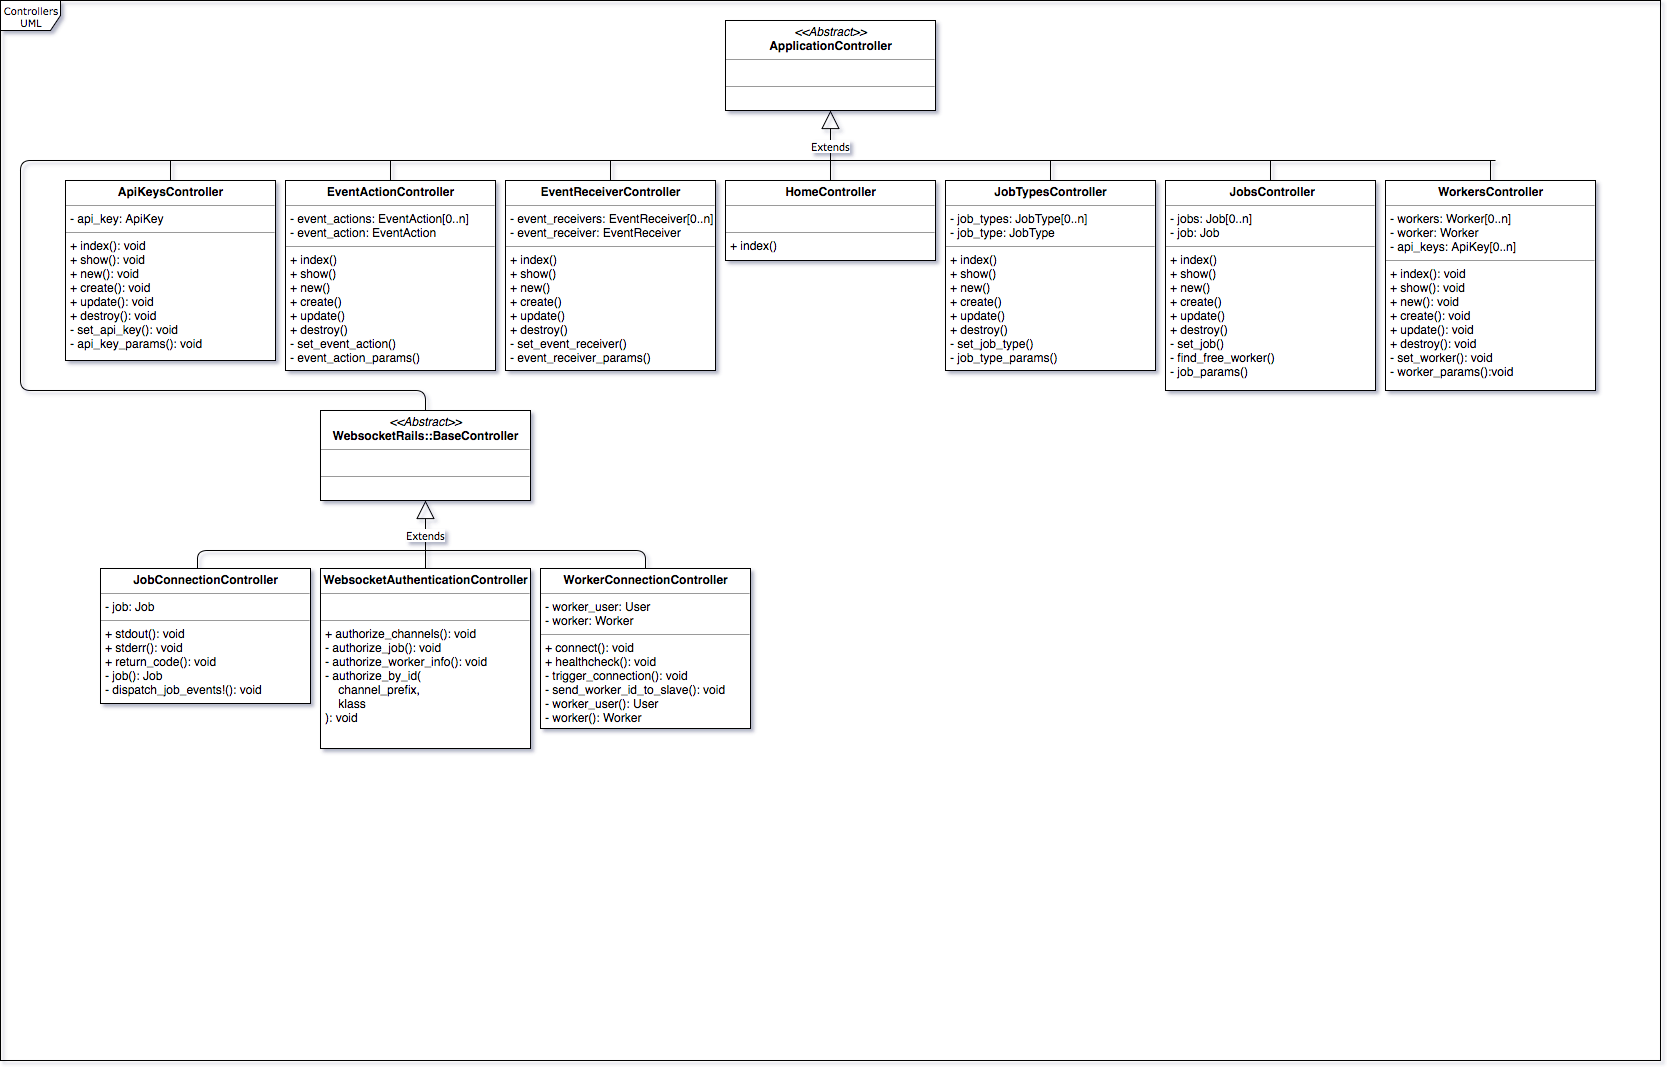 Controllers
UML
<<Abstract>>
ApplicationController
Extends
ApiKeysController
- api_key: ApiKey
+ index(): void
+ show(): void
+ new(): void
+ create(): void
+ update(): void
+ destroy(): void
- set_api_key(): void
- api_key_params(): void
EventActionController
- event_actions: EventAction[0..n]
- event_action: EventAction
+ index()
+ show()
+ new()
+ create()
+ update()
+ destroy()
- set_event_action()
- event_action_params()
EventReceiverController
- event_receivers: EventReceiver[0..n]
- event_receiver: EventReceiver
+ index()
+ show()
+ new()
+ create()
+ update()
+ destroy()
- set_event_receiver()
- event_receiver_params()
HomeController
+ index()
JobTypesController
- job_types: JobType[0..n]
- job_type: JobType
+ index()
+ show()
+ new()
+ create()
+ update()
+ destroy()
- set_job_type()
- job_type_params()
JobsController
- jobs: Job[0..n]
- job: Job
+ index()
+ show()
+ new()
+ create()
+ update()
+ destroy()
- set_job()
- find_free_worker()
- job_params()
WorkersController
- workers: Worker[0..n]
- worker: Worker
- api_keys: ApiKey[0..n]
+ index(): void
+ show(): void
+ new(): void
+ create(): void
+ update(): void
+ destroy(): void
- set_worker(): void
- worker_params():void
<<Abstract>>
WebsocketRails::BaseController
Extends
JobConnectionController
- job: Job
+ stdout(): void
+ stderr(): void
+ return_code(): void
- job(): Job
- dispatch_job_events!(): void
WebsocketAuthenticationController
+ authorize_channels(): void
- authorize_job(): void
- authorize_worker_info(): void
- authorize_by_id(
channel_prefix,
klass
): void
WorkerConnectionController
- worker_user: User
- worker: Worker
+ connect(): void
+ healthcheck(): void
- trigger_connection(): void
- send_worker_id_to_slave(): void
- worker_user(): User
- worker(): Worker